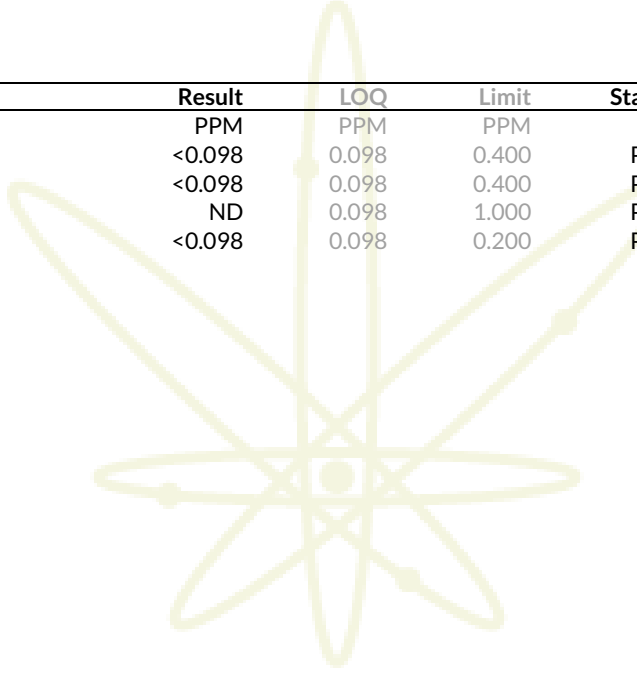 Result LOQ Limit Sta
PPM PPM PPM
<0.098 0.098 0.400 P
<0.098 0.098 0.400 P
ND 0.098 1.000 P
<0.098 0.098 0.200 P